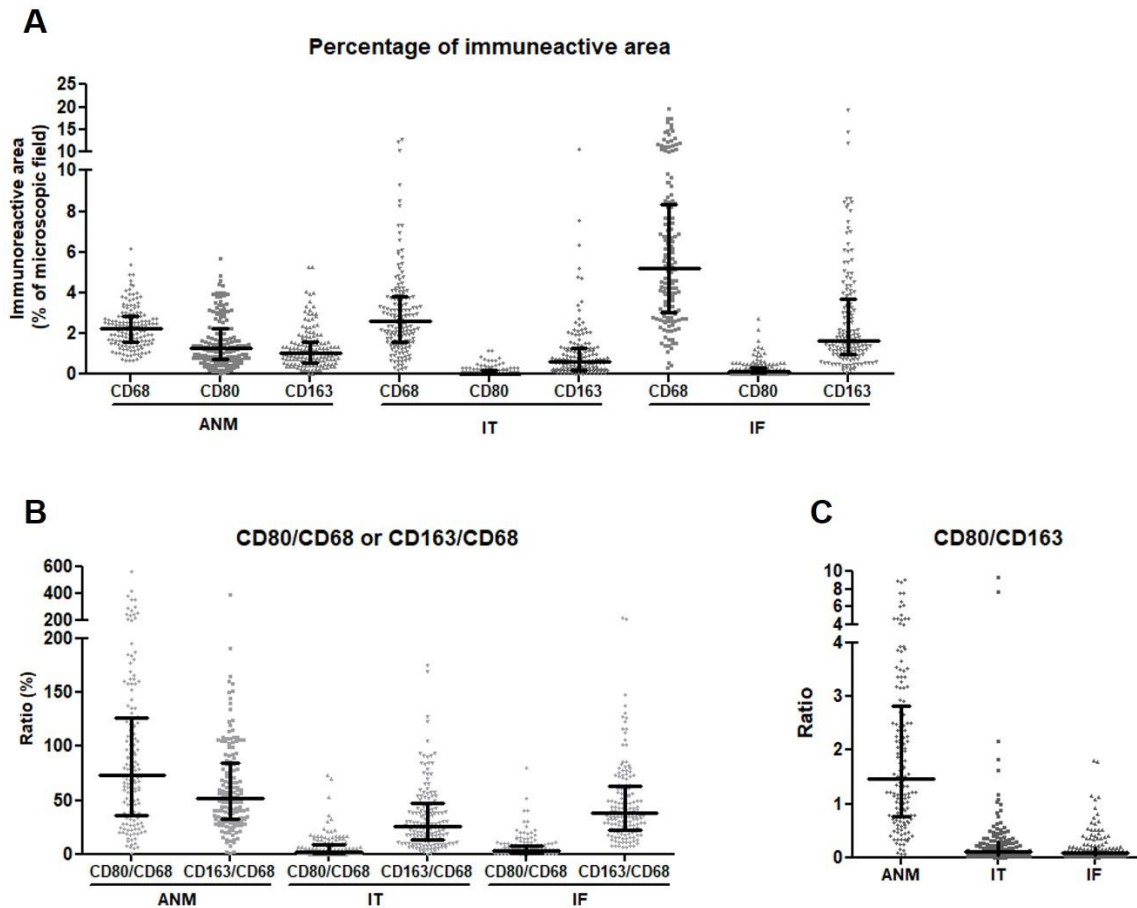 A
Percentage of immuneactive area
Immunoreactive area
(% of microscopic field)
25
20
15
10
10
8
6
4
2
0
CD68 CD80 CD163 CD68 CD80 CD163 CD68 CD80 CD163
ANM IT IF
B
CD80/CD68 or CD163/CD68
Ratio (%)
600
400
200
200
150
100
50
0
CD80/CD68 CD163/CD68 CD80/CD68 CD163/CD68 CD80/CD68 CD163/CD68
ANM IT IF
C
CD80/CD163
Ratio
10
8
6
4
4
3
2
1
0
ANM IT IF